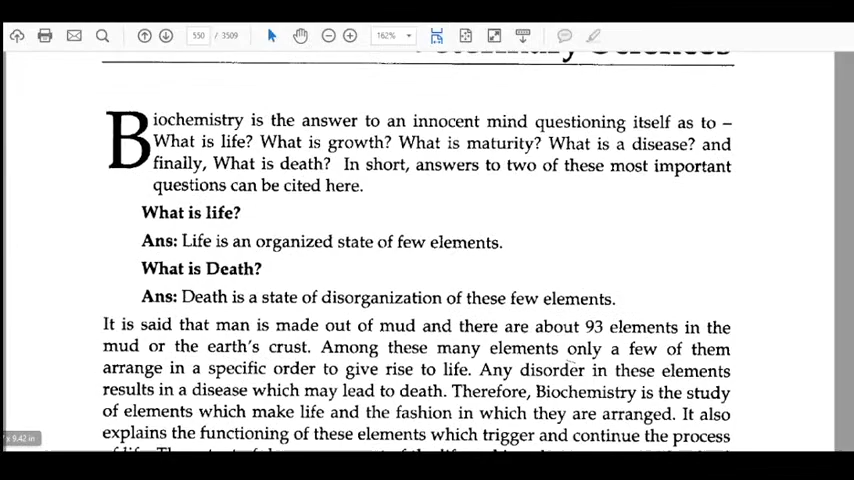 550 / 3509
162%
Sciences
Biochemistry is the answer to an innocent mind questioning itself as to –
What is life? What is growth? What is maturity? What is a disease? and
finally, What is death? In short, answers to two of these most important
questions can be cited here.
What is life?
Ans: Life is an organized state of few elements.
What is Death?
Ans: Death is a state of disorganization of these few elements.
It is said that man is made out of mud and there are about 93 elements in the
mud or the earth's crust. Among these many elements only a few of them
arrange in a specific order to give rise to life. Any disorder in these elements
results in a disease which may lead to death. Therefore, Biochemistry is the study
of elements which make life and the fashion in which they are arranged. It also
7 x 9.42 in
explains the functioning of these elements which trigger and continue the process
of life.